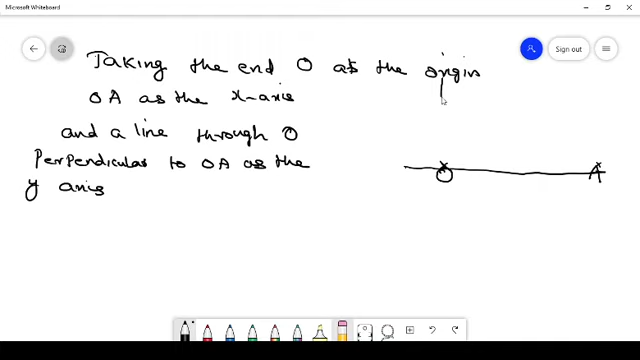 Microsoft Whiteboard
Sign out
Taking the end O at the origin
OA as the x-axis
and a line through O
Perpendicular to OA as the
y axis
O
A